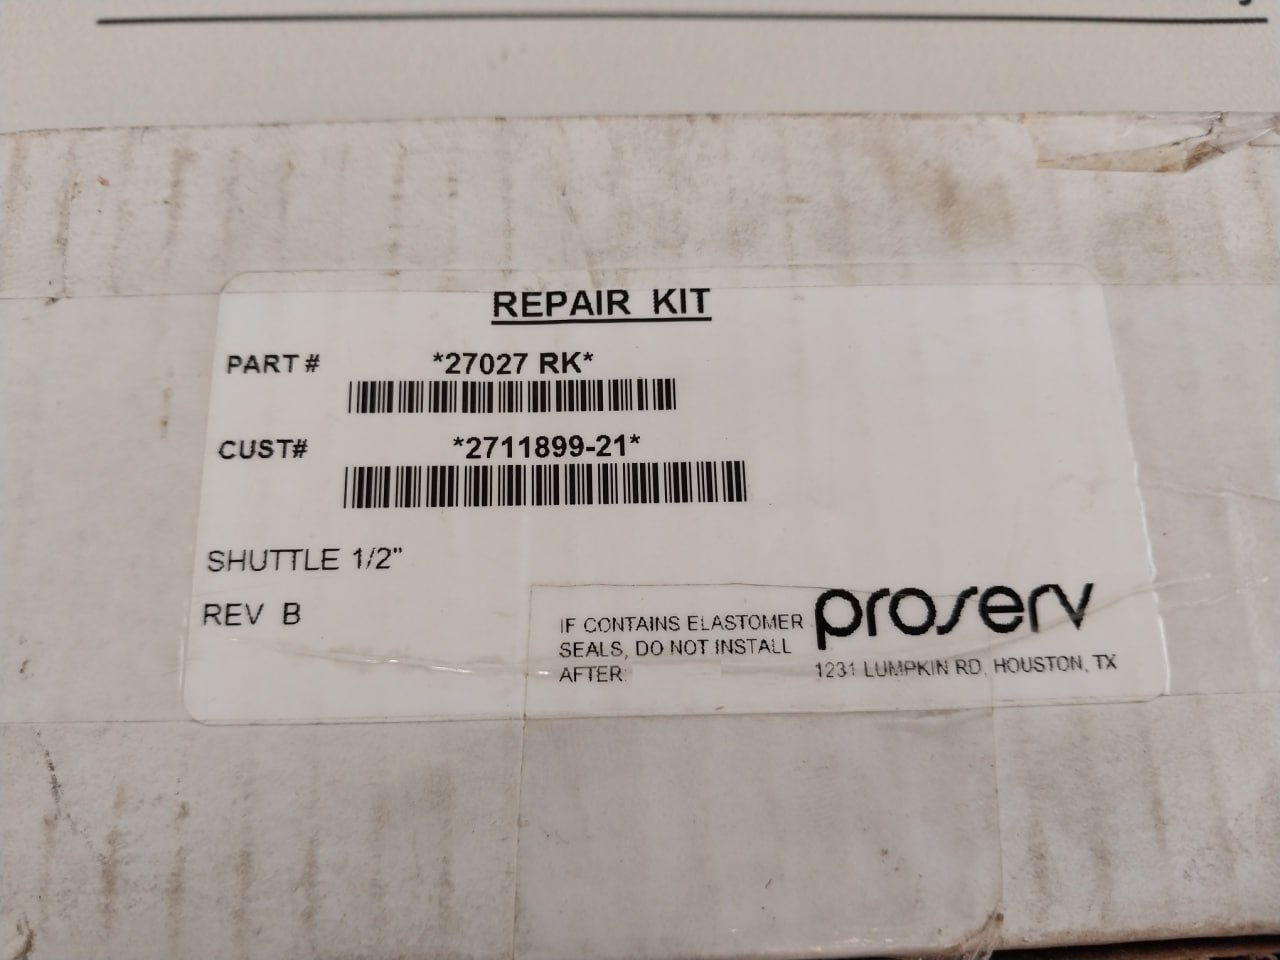 REPAIR KIT
PART # *27027 RK*
CUST# *2711899-21*
SHUTTLE 1/2"
REV B
IF CONTAINS ELASTOMER
SEALS, DO NOT INSTALL
AFTER:
proserv
1231 LUMPKIN RD, HOUSTON, TX